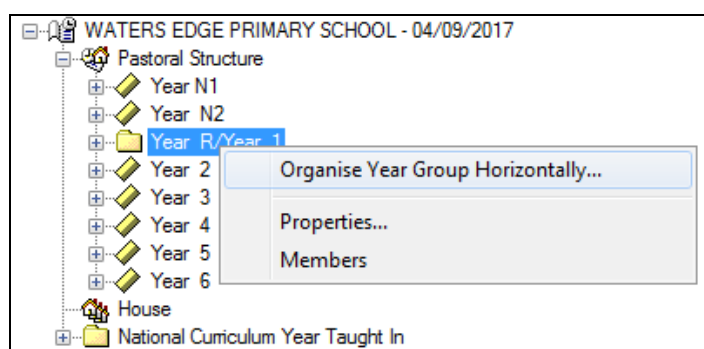 WATERS EDGE PRIMARY SCHOOL - 04/09/2017
Pastoral Structure
Year N1
Year N2
Year R/Year 1
Year 2
Organise Year Group Horizontally...
Year 3
Year 4
Properties...
Year 5
Members
Year 6
House
National Curriculum Year Taught In